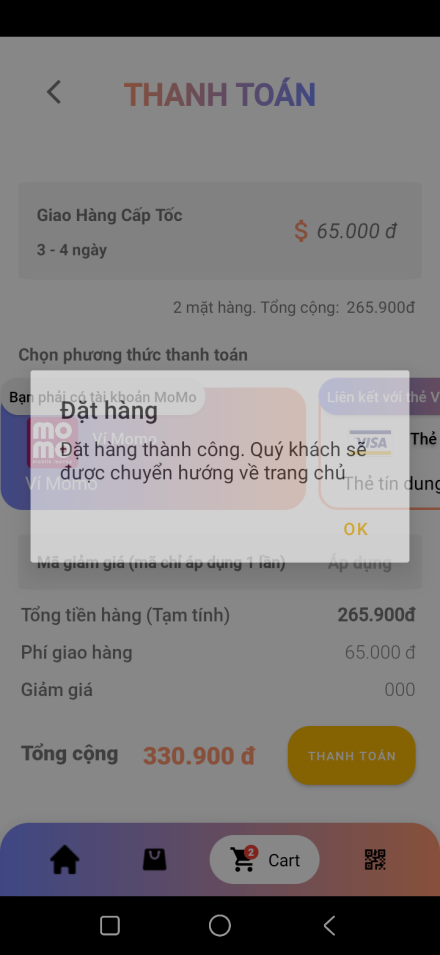 THANH TOÁN
Giao Hàng Cấp Tốc
3 - 4 ngày
$ 65.000 đ
2 mặt hàng. Tổng cộng: 265.900đ
Chọn phương thức thanh toán
Bạn phải có tài khoản MoMo
Liên kết với thẻ V
mo
mo
Ví Momo
Ví Momo
VISA
Thẻ
Thẻ tín dụng
Đặt hàng
Đặt hàng thành công. Quý khách sẽ
được chuyển hướng về trang chủ
OK
Mã giảm giá (mã chỉ áp dụng 1 lần)
Áp dụng
Tổng tiền hàng (Tạm tính) 265.900đ
Phí giao hàng 65.000 đ
Giảm giá 000
Tổng cộng 330.900 đ
THANH TOÁN
2
Cart